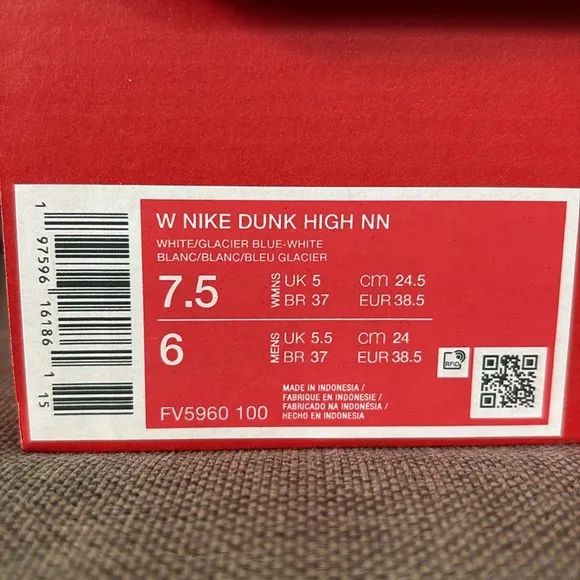 W NIKE DUNK HIGH NN
WHITE/GLACIER BLUE-WHITE
BLANC/BLANC/BLEU GLACIER
7.5 WMNS UK 5 CM 24.5
BR 37 EUR 38.5
6 MENS UK 5.5 CM 24
BR 37 EUR 38.5
MADE IN INDONESIA /
FABRIQUE EN INDONESIE /
FABRICADO NA INDONÉSIA /
HECHO EN INDONESIA
FV5960 100
RFID
1 97596 16186 1 15